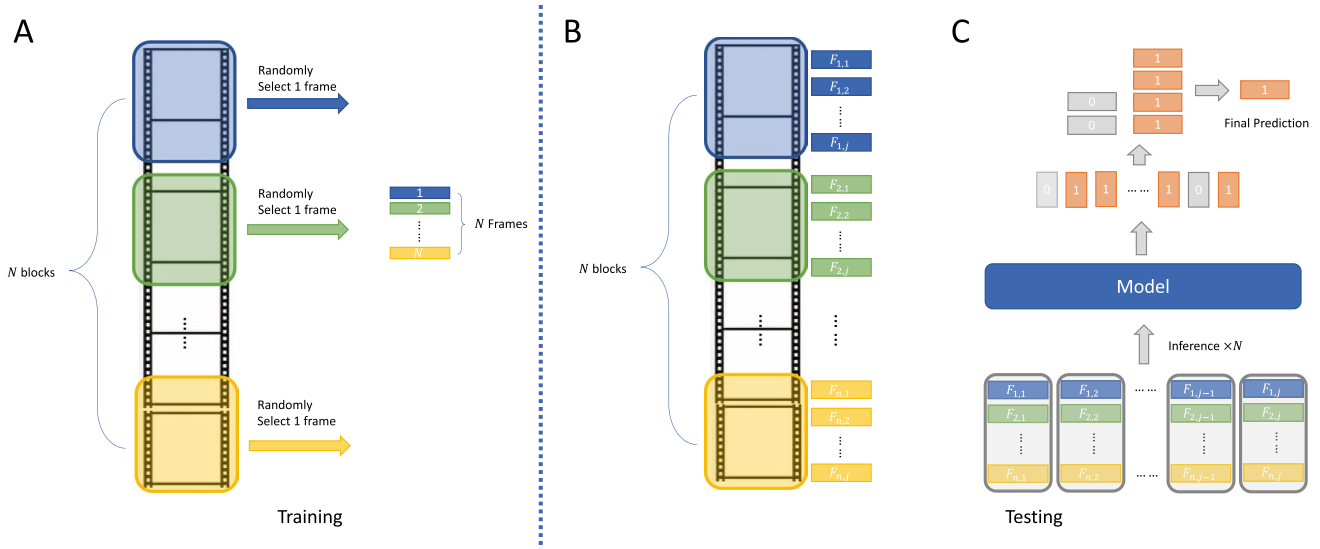 A
Randomly
Select 1 frame
Randomly
Select 1 frame
N blocks
1
2
......
N
N Frames
......
Randomly
Select 1 frame
Training
B
F1,1
F1,2
......
F1,j
F2,1
F2,2
......
F2,j
N blocks
......
......
Fn,1
Fn,2
......
Fn,j
C
1
1
0 1
0 1
1
Final Prediction
0 1 1 ...... 1 0 1
Model
Inference ×N
F1,1 F1,2 ...... F1,j−1 F1,j
F2,1 F2,2 F2,j−1 F2,j
...... ...... ...... ......
Fn,1 Fn,2 ...... Fn,j−1 Fn,j
Testing